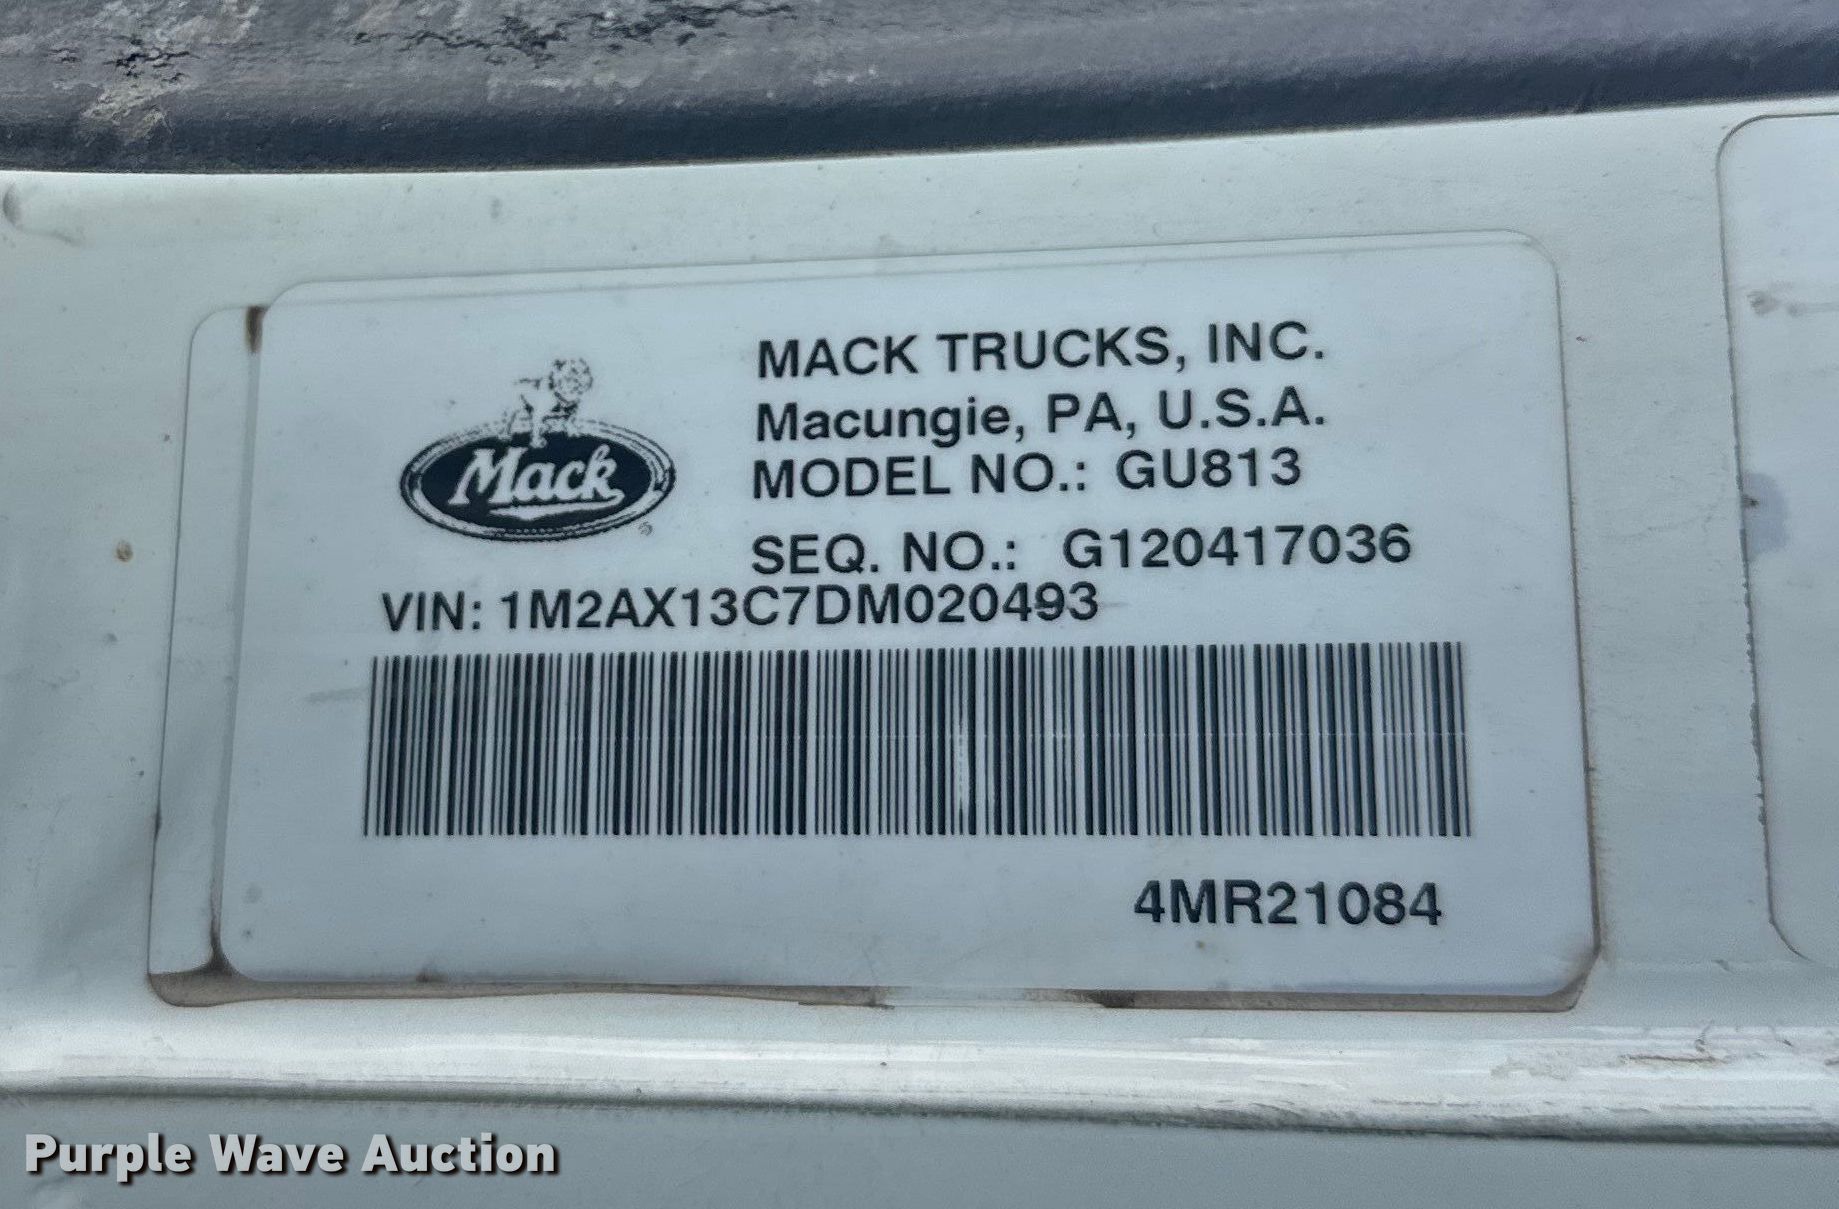 MACK TRUCKS, INC.
Macungie, PA, U.S.A.
MODEL NO.: GU813
Mack
SEQ. NO.: G120417036
VIN: 1M2AX13C7DM020493
4MR21084
Purple Wave Auction